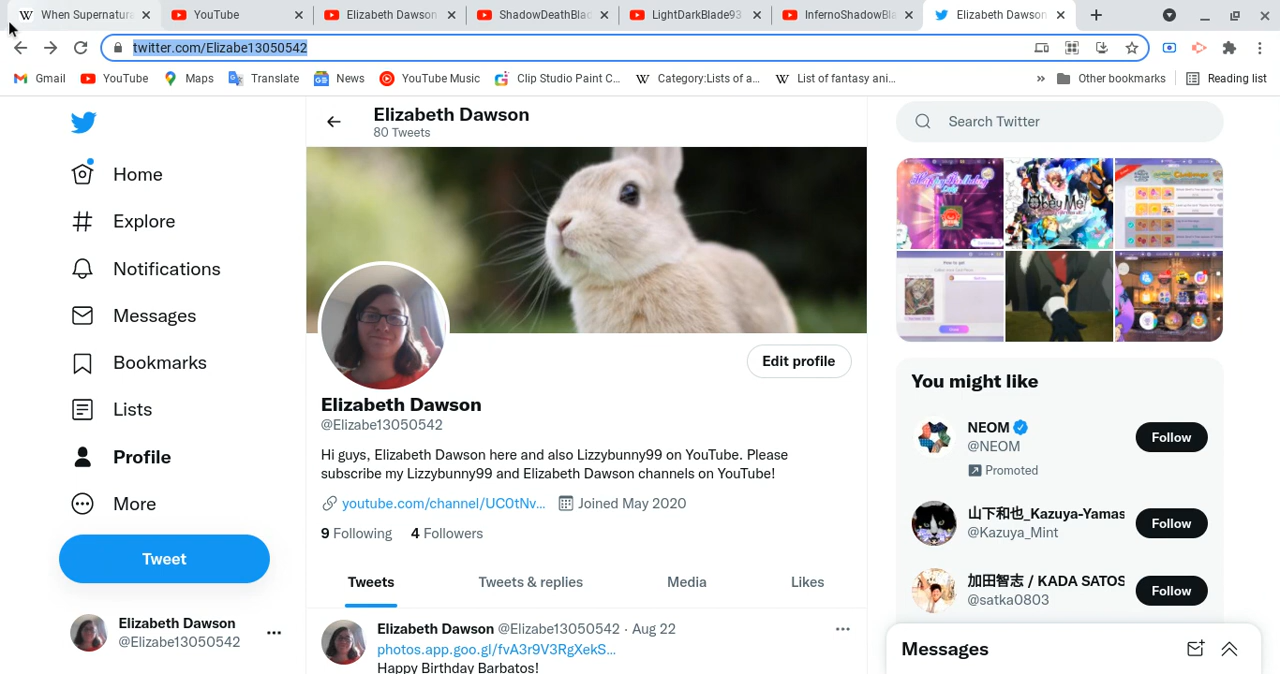 When Supernatura
YouTube
Elizabeth Dawson
ShadowDeathBlad
LightDarkBlade93
InfernoShadowBla
Elizabeth Dawson
twitter.com/Elizabe13050542
Gmail
YouTube
Maps
Translate
News
YouTube Music
Clip Studio Paint C...
Category:Lists of a...
List of fantasy ani...
»
Other bookmarks
Reading list
Home
Explore
Notifications
Messages
Bookmarks
Lists
Profile
More
Tweet
Elizabeth Dawson
@Elizabe13050542
Elizabeth Dawson
80 Tweets
Edit profile
Elizabeth Dawson
@Elizabe13050542
Hi guys, Elizabeth Dawson here and also Lizzybunny99 on YouTube. Please
subscribe my Lizzybunny99 and Elizabeth Dawson channels on YouTube!
youtube.com/channel/UC0tNv... Joined May 2020
9 Following 4 Followers
Tweets Tweets & replies Media Likes
Elizabeth Dawson @Elizabe13050542 · Aug 22
photos.app.goo.gl/fvA3r9V3RgXekS...
Happy Birthday Barbatos!
Search Twitter
Obey Me!
You might like
NEOM
@NEOM
Promoted
Follow
山下和也_Kazuya-Yamas
@Kazuya_Mint
Follow
加田智志 / KADA SATOS
@satka0803
Follow
Messages